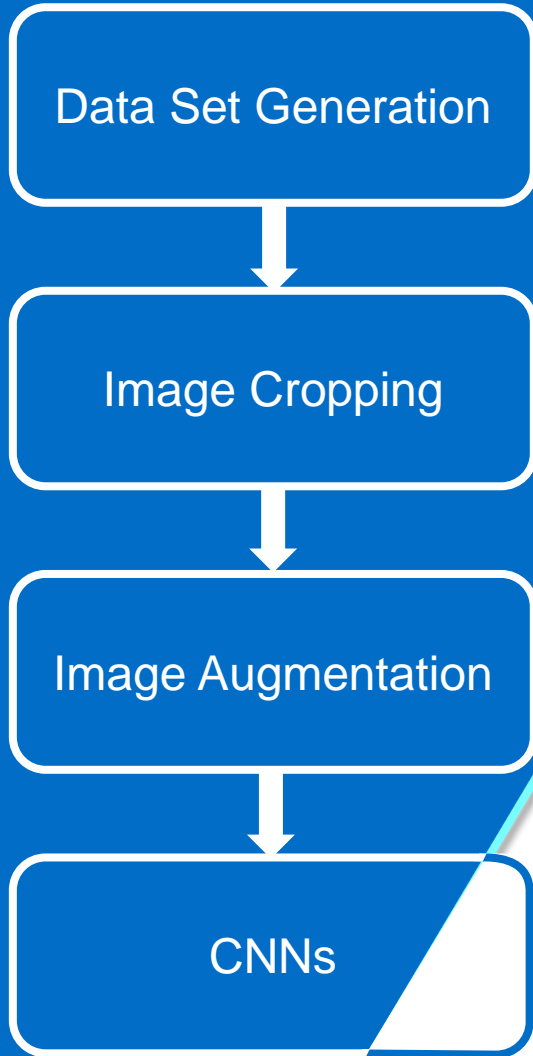 Data Set Generation
Image Cropping
Image Augmentation
CNNs